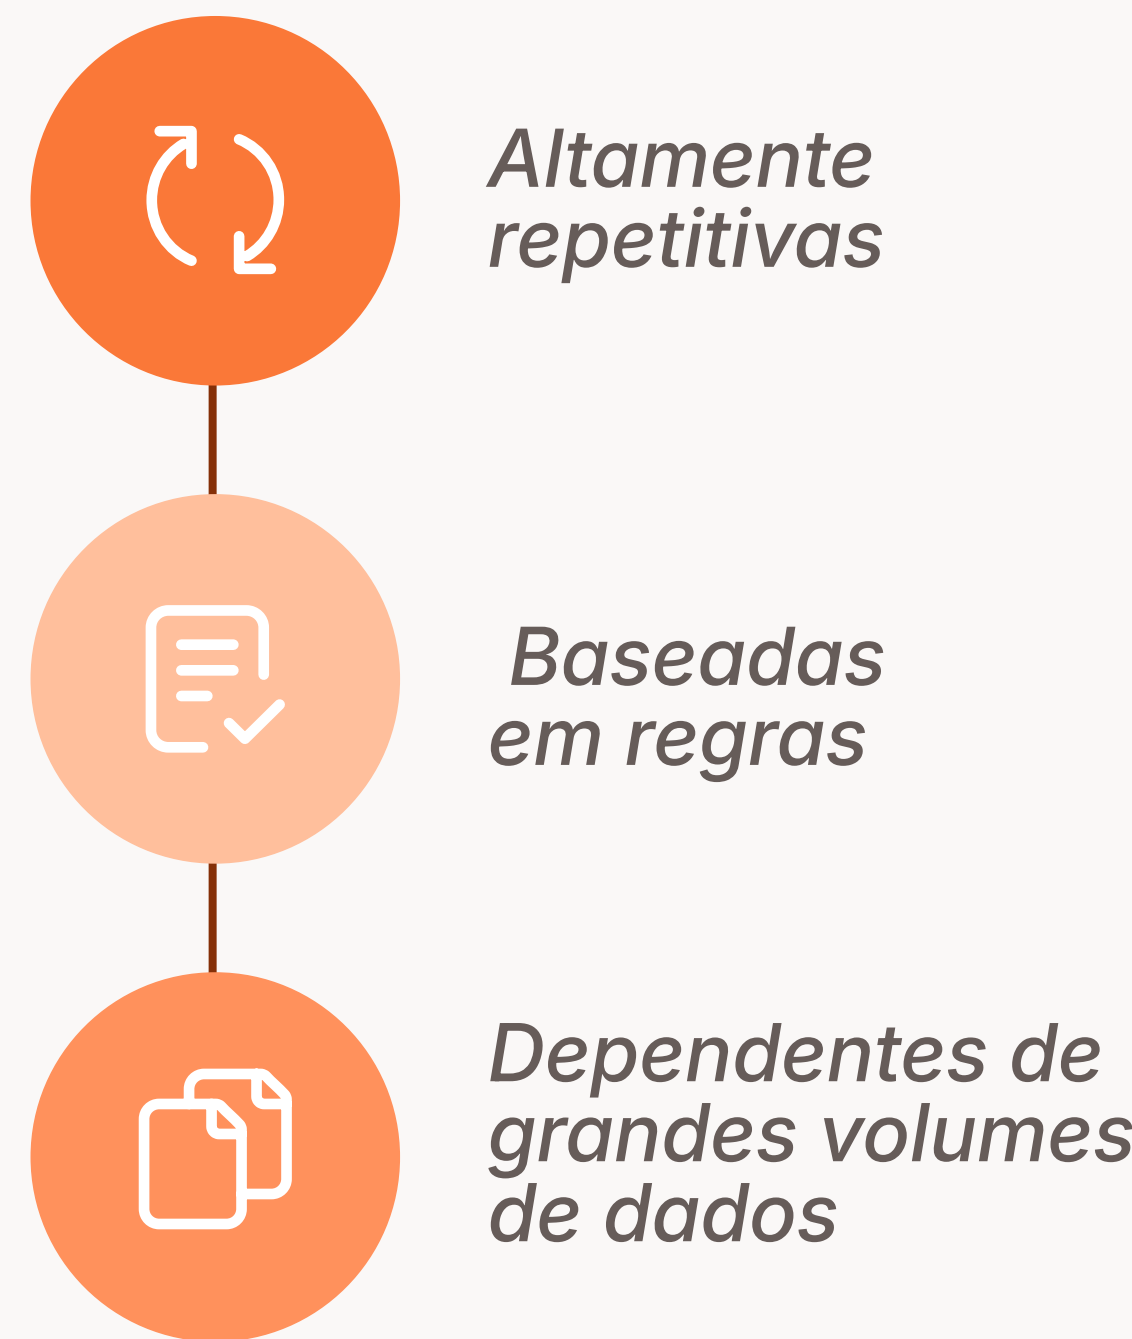 Altamente
repetitivas
Baseadas
em regras
Dependentes de
grandes volumes
de dados